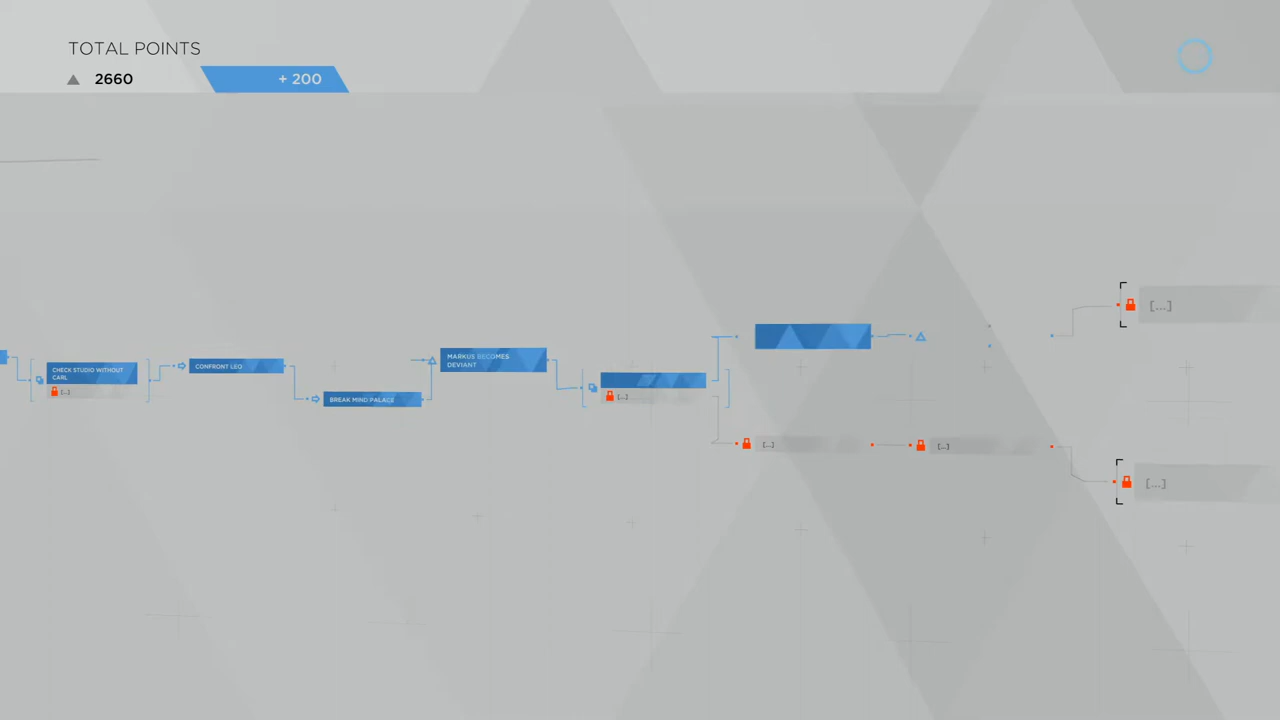 TOTAL POINTS
2660
+ 200
CHECK STUDIO WITHOUT
CARL
[...]
CONFRONT LEO
BREAK MIND PALACE
MARKUS BECOMES
DEVIANT
[...]
[...]
[...]
[...]
[...]